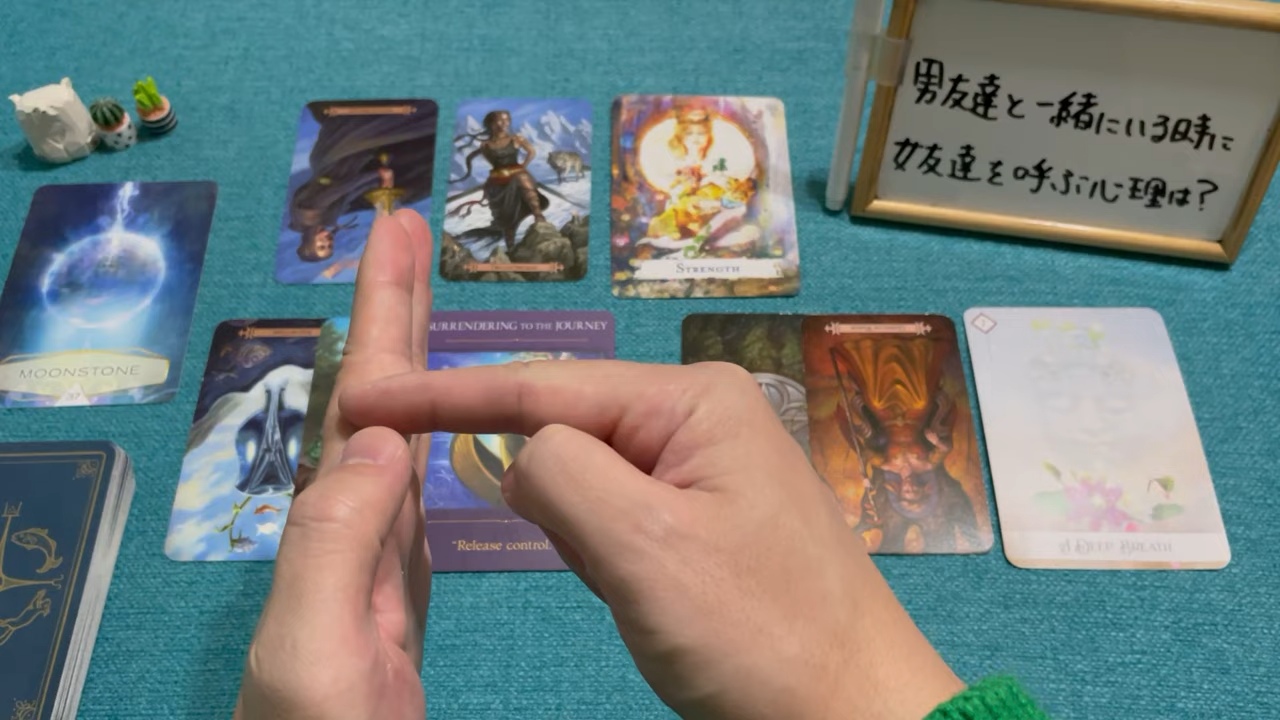 男友達と一緒にいる時に
女友達を呼ぶ心理は?
STRENGTH
MOONSTONE
37
SURRENDERING TO THE JOURNEY
"Release control.
A DEEP BREATH